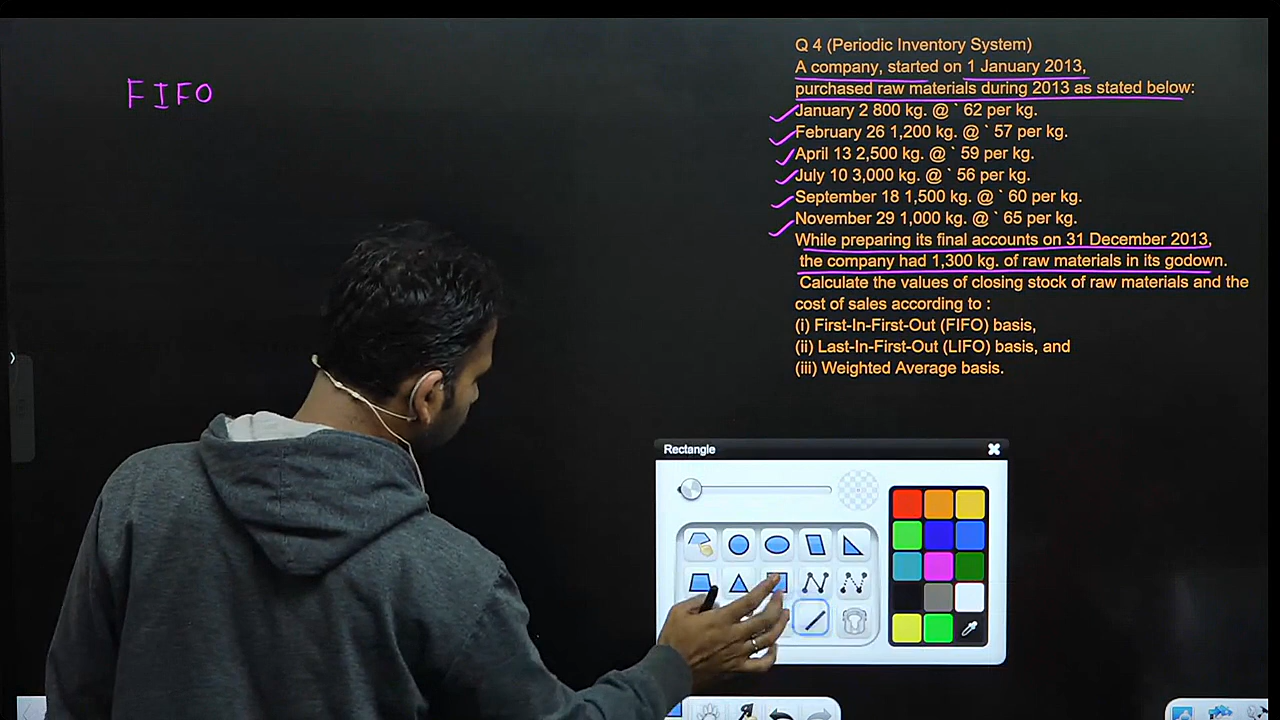 FIFO
Q 4 (Periodic Inventory System)
A company, started on 1 January 2013,
purchased raw materials during 2013 as stated below:
January 2 800 kg. @ ` 62 per kg.
February 26 1,200 kg. @ ` 57 per kg.
April 13 2,500 kg. @ ` 59 per kg.
July 10 3,000 kg. @ ` 56 per kg.
September 18 1,500 kg. @ ` 60 per kg.
November 29 1,000 kg. @ ` 65 per kg.
While preparing its final accounts on 31 December 2013,
the company had 1,300 kg. of raw materials in its godown.
Calculate the values of closing stock of raw materials and the
cost of sales according to :
(i) First-In-First-Out (FIFO) basis,
(ii) Last-In-First-Out (LIFO) basis, and
(iii) Weighted Average basis.
Rectangle